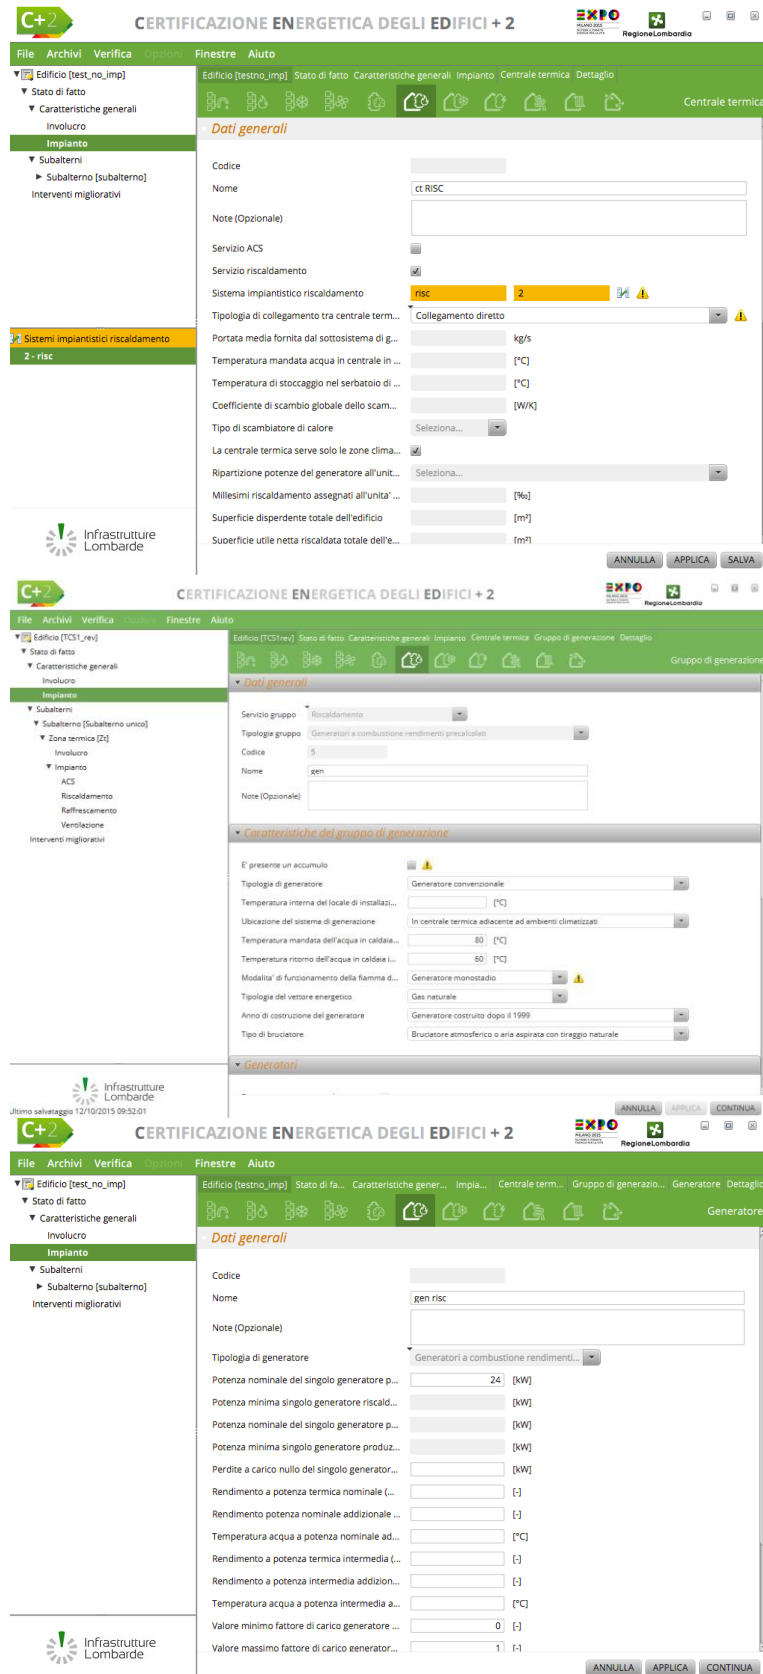 C+2
CERTIFICAZIONE ENERGETICA DEGLI EDIFICI + 2
EXPO
MILANO 2015
RegioneLombardia
File Archivi Verifica Opzioni Finestre Aiuto
Edificio [test_no_imp]
Stato di fatto
Caratteristiche generali
Involucro
Impianto
Subalterni
Subalterno [subalterno]
Interventi migliorativi
Sistemi impiantistici riscaldamento
2 - risc
Infrastrutture
Lombarde
Edificio [testno_imp] Stato di fatto Caratteristiche generali Impianto Centrale termica Dettaglio
Centrale termica
Dati generali
Codice
Nome ct RISC
Note (Opzionale)
Servizio ACS
Servizio riscaldamento
Sistema impiantistico riscaldamento risc 2
Tipologia di collegamento tra centrale term... Collegamento diretto
Portata media fornita dal sottosistema di g... kg/s
Temperatura mandata acqua in centrale in ... [°C]
Temperatura di stoccaggio nel serbatoio di ... [°C]
Coefficiente di scambio globale dello scam... [W/K]
Tipo di scambiatore di calore Seleziona...
La centrale termica serve solo le zone clima...
Ripartizione potenze del generatore all'unit... Seleziona...
Millesimi riscaldamento assegnati all'unita' ... [‰]
Superficie disperdente totale dell'edificio [m²]
Superficie utile netta riscaldata totale dell'e... [m²]
ANNULLA APPLICA SALVA
C+2
CERTIFICAZIONE ENERGETICA DEGLI EDIFICI + 2
EXPO
MILANO 2015
RegioneLombardia
File Archivi Verifica Opzioni Finestre Aiuto
Edificio [TCS1_rev]
Stato di fatto
Caratteristiche generali
Involucro
Impianto
Subalterni
Subalterno [Subalterno unico]
Zona termica [Zt]
Involucro
Impianto
ACS
Riscaldamento
Raffrescamento
Ventilazione
Interventi migliorativi
Infrastrutture
Lombarde
Ultimo salvataggio 12/10/2015 09:52:01
Edificio [TCS1rev] Stato di fatto Caratteristiche generali Impianto Centrale termica Gruppo di generazione Dettaglio
Gruppo di generazione
Dati generali
Servizio gruppo Riscaldamento
Tipologia gruppo Generatori a combustione rendimenti precalcolati
Codice 5
Nome gen
Note (Opzionale)
Caratteristiche del gruppo di generazione
E' presente un accumulo
Tipologia di generatore Generatore convenzionale
Temperatura interna del locale di installazi... [°C]
Ubicazione del sistema di generazione In centrale termica adiacente ad ambienti climatizzati
Temperatura mandata dell'acqua in caldaia... 80 [°C]
Temperatura ritorno dell'acqua in caldaia i... 60 [°C]
Modalita' di funzionamento della fiamma d... Generatore monostadio
Tipologia del vettore energetico Gas naturale
Anno di costruzione del generatore Generatore costruito dopo il 1999
Tipo di bruciatore Bruciatore atmosferico o aria aspirata con tiraggio naturale
Generatori
ANNULLA APPLICA CONTINUA
C+2
CERTIFICAZIONE ENERGETICA DEGLI EDIFICI + 2
EXPO
MILANO 2015
RegioneLombardia
File Archivi Verifica Opzioni Finestre Aiuto
Edificio [test_no_imp]
Stato di fatto
Caratteristiche generali
Involucro
Impianto
Subalterni
Subalterno [subalterno]
Interventi migliorativi
Infrastrutture
Lombarde
Edificio [testno_imp] Stato di fa... Caratteristiche gener... Impia... Centrale term... Gruppo di generazio... Generatore Dettaglio
Generatore
Dati generali
Codice
Nome gen risc
Note (Opzionale)
Tipologia di generatore Generatori a combustione rendimenti...
Potenza nominale del singolo generatore p... 24 [kW]
Potenza minima singolo generatore riscald... [kW]
Potenza nominale del singolo generatore p... [kW]
Potenza minima singolo generatore produz... [kW]
Perdite a carico nullo del singolo generator... [kW]
Rendimento a potenza termica nominale (... [-]
Rendimento potenza nominale addizionale ... [-]
Temperatura acqua a potenza nominale ad... [°C]
Rendimento a potenza termica intermedia (... [-]
Rendimento a potenza intermedia addizion... [-]
Temperatura acqua a potenza intermedia a... [°C]
Valore minimo fattore di carico generatore ... 0 [-]
Valore massimo fattore di carico generator... 1 [-]
ANNULLA APPLICA CONTINUA